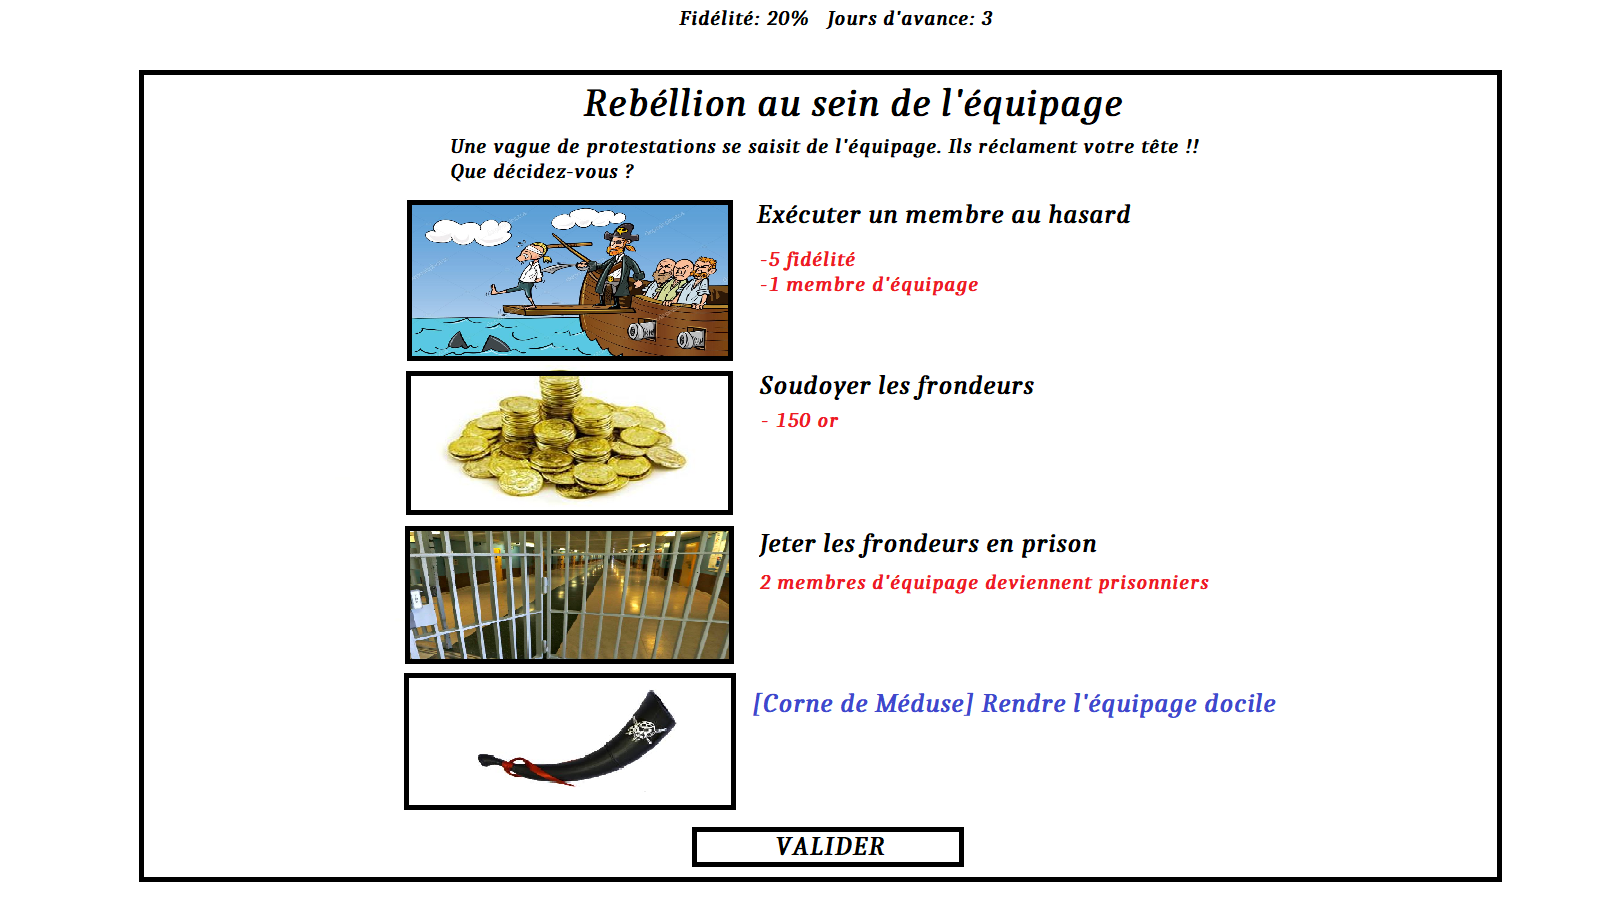 Fidélité: 20% Jours d'avance: 3
Rebéllion au sein de l'équipage
Une vague de protestations se saisit de l'équipage. Ils réclament votre tête !!
Que décidez-vous ?
Exécuter un membre au hasard
-5 fidélité
-1 membre d'équipage
Soudoyer les frondeurs
- 150 or
Jeter les frondeurs en prison
2 membres d'équipage deviennent prisonniers
[Corne de Méduse] Rendre l'équipage docile
VALIDER